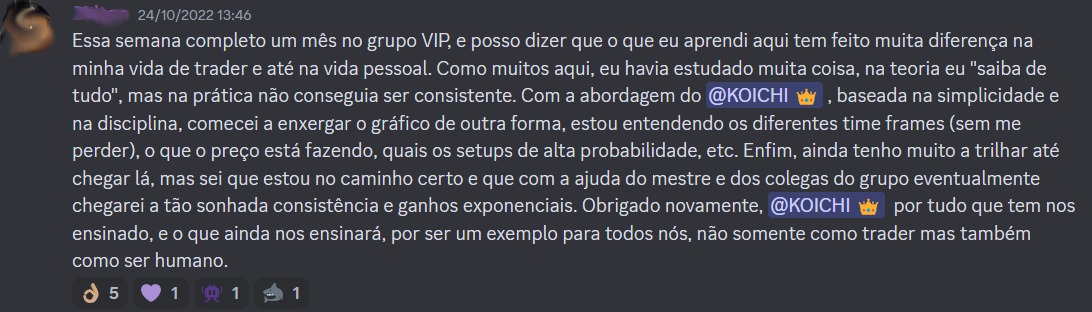 24/10/2022 13:46
Essa semana completo um mês no grupo VIP, e posso dizer que o que eu aprendi aqui tem feito muita diferença na
minha vida de trader e até na vida pessoal. Como muitos aqui, eu havia estudado muita coisa, na teoria eu "saiba de
tudo", mas na prática não conseguia ser consistente. Com a abordagem do @KOICHI 👑 , baseada na simplicidade e
na disciplina, comecei a enxergar o gráfico de outra forma, estou entendendo os diferentes time frames (sem me
perder), o que o preço está fazendo, quais os setups de alta probabilidade, etc. Enfim, ainda tenho muito a trilhar até
chegar lá, mas sei que estou no caminho certo e que com a ajuda do mestre e dos colegas do grupo eventualmente
chegarei a tão sonhada consistência e ganhos exponenciais. Obrigado novamente, @KOICHI 👑 por tudo que tem nos
ensinado, e o que ainda nos ensinará, por ser um exemplo para todos nós, não somente como trader mas também
como ser humano.
👌 5 💜 1 👾 1 🦈 1